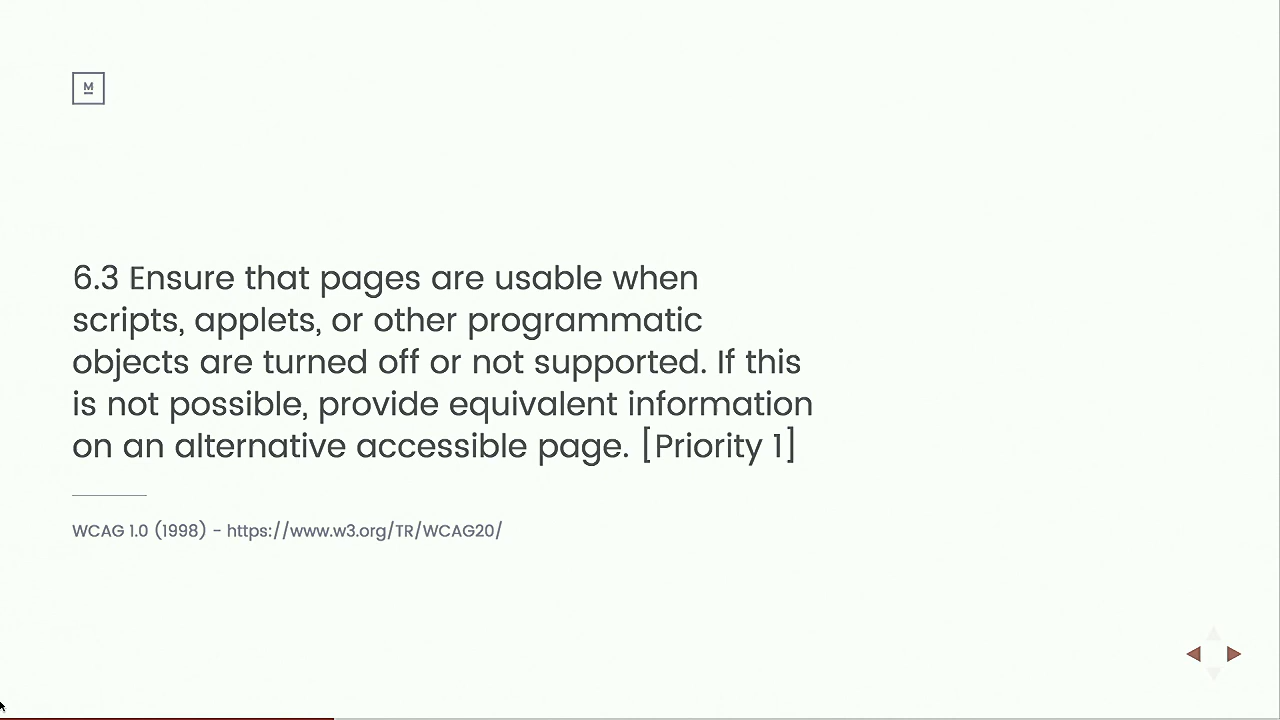 M
6.3 Ensure that pages are usable when
scripts, applets, or other programmatic
objects are turned off or not supported. If this
is not possible, provide equivalent information
on an alternative accessible page. [Priority 1]
WCAG 1.0 (1998) - https://www.w3.org/TR/WCAG20/